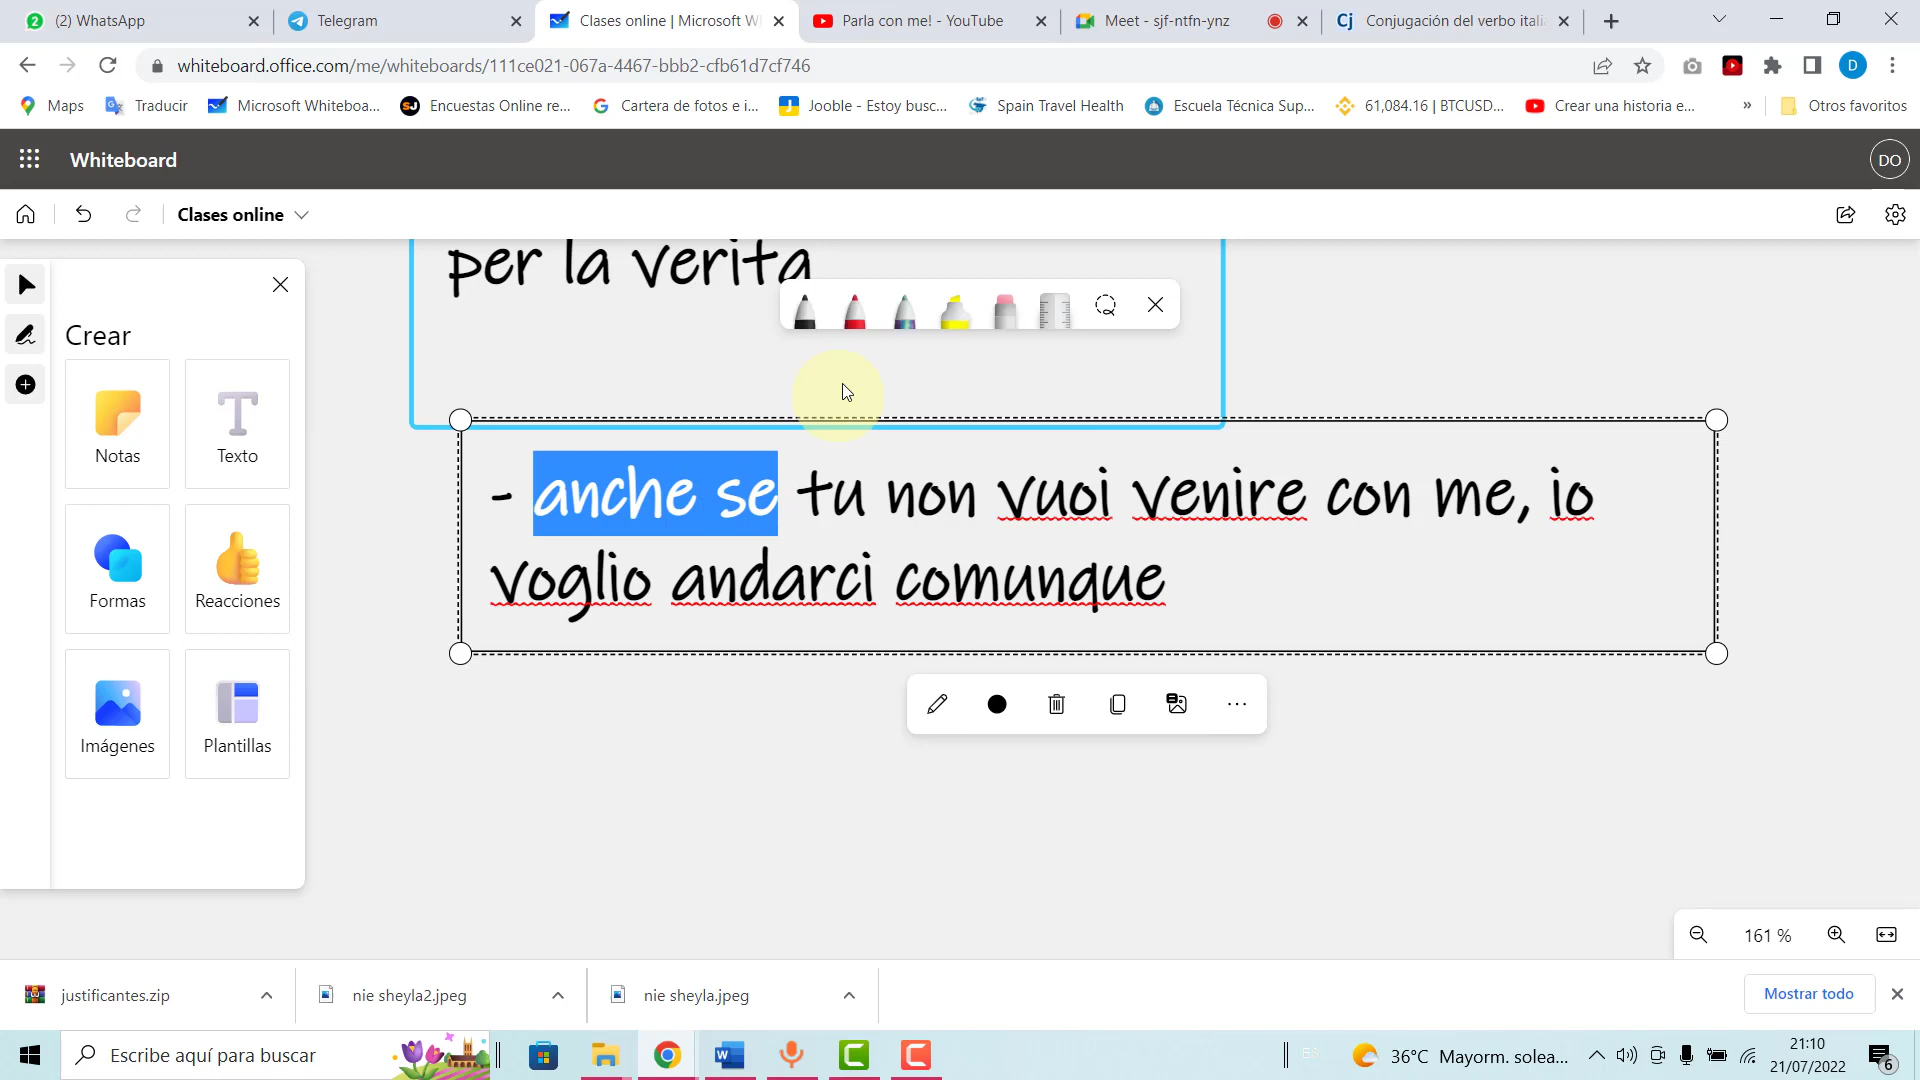 (2) WhatsApp
Telegram
Clases online | Microsoft W
Parla con me! - YouTube
Meet - sjf-ntfn-ynz
Cj Conjugación del verbo itali
whiteboard.office.com/me/whiteboards/111ce021-067a-4467-bbb2-cfb61d7cf746
D
Maps
Traducir
Microsoft Whiteboa...
Encuestas Online re...
Cartera de fotos e i...
Jooble - Estoy busc...
Spain Travel Health
Escuela Técnica Sup...
61,084.16 | BTCUSD...
Crear una historia e...
»
Otros favoritos
Whiteboard
DO
Clases online
per la verita
Crear
Notas
Texto
Formas
Reacciones
Imágenes
Plantillas
- anche se tu non vuoi venire con me, io
voglio andarci comunque
161 %
justificantes.zip
nie sheyla2.jpeg
nie sheyla.jpeg
Mostrar todo
Escribe aquí para buscar
36°C Mayorm. solea...
21:10
21/07/2022
6